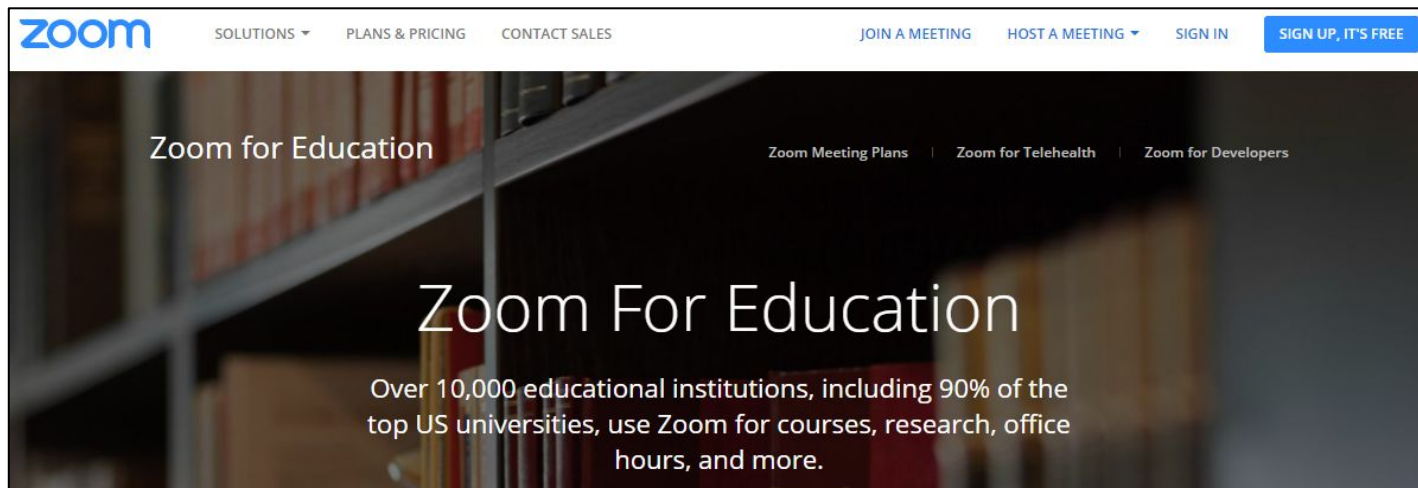 zoom SOLUTIONS PLANS & PRICING CONTACT SALES JOIN A MEETING HOST A MEETING SIGN IN SIGN UP, IT'S FREE
Zoom for Education Zoom Meeting Plans | Zoom for Telehealth | Zoom for Developers
Zoom For Education
Over 10,000 educational institutions, including 90% of the
top US universities, use Zoom for courses, research, office
hours, and more.